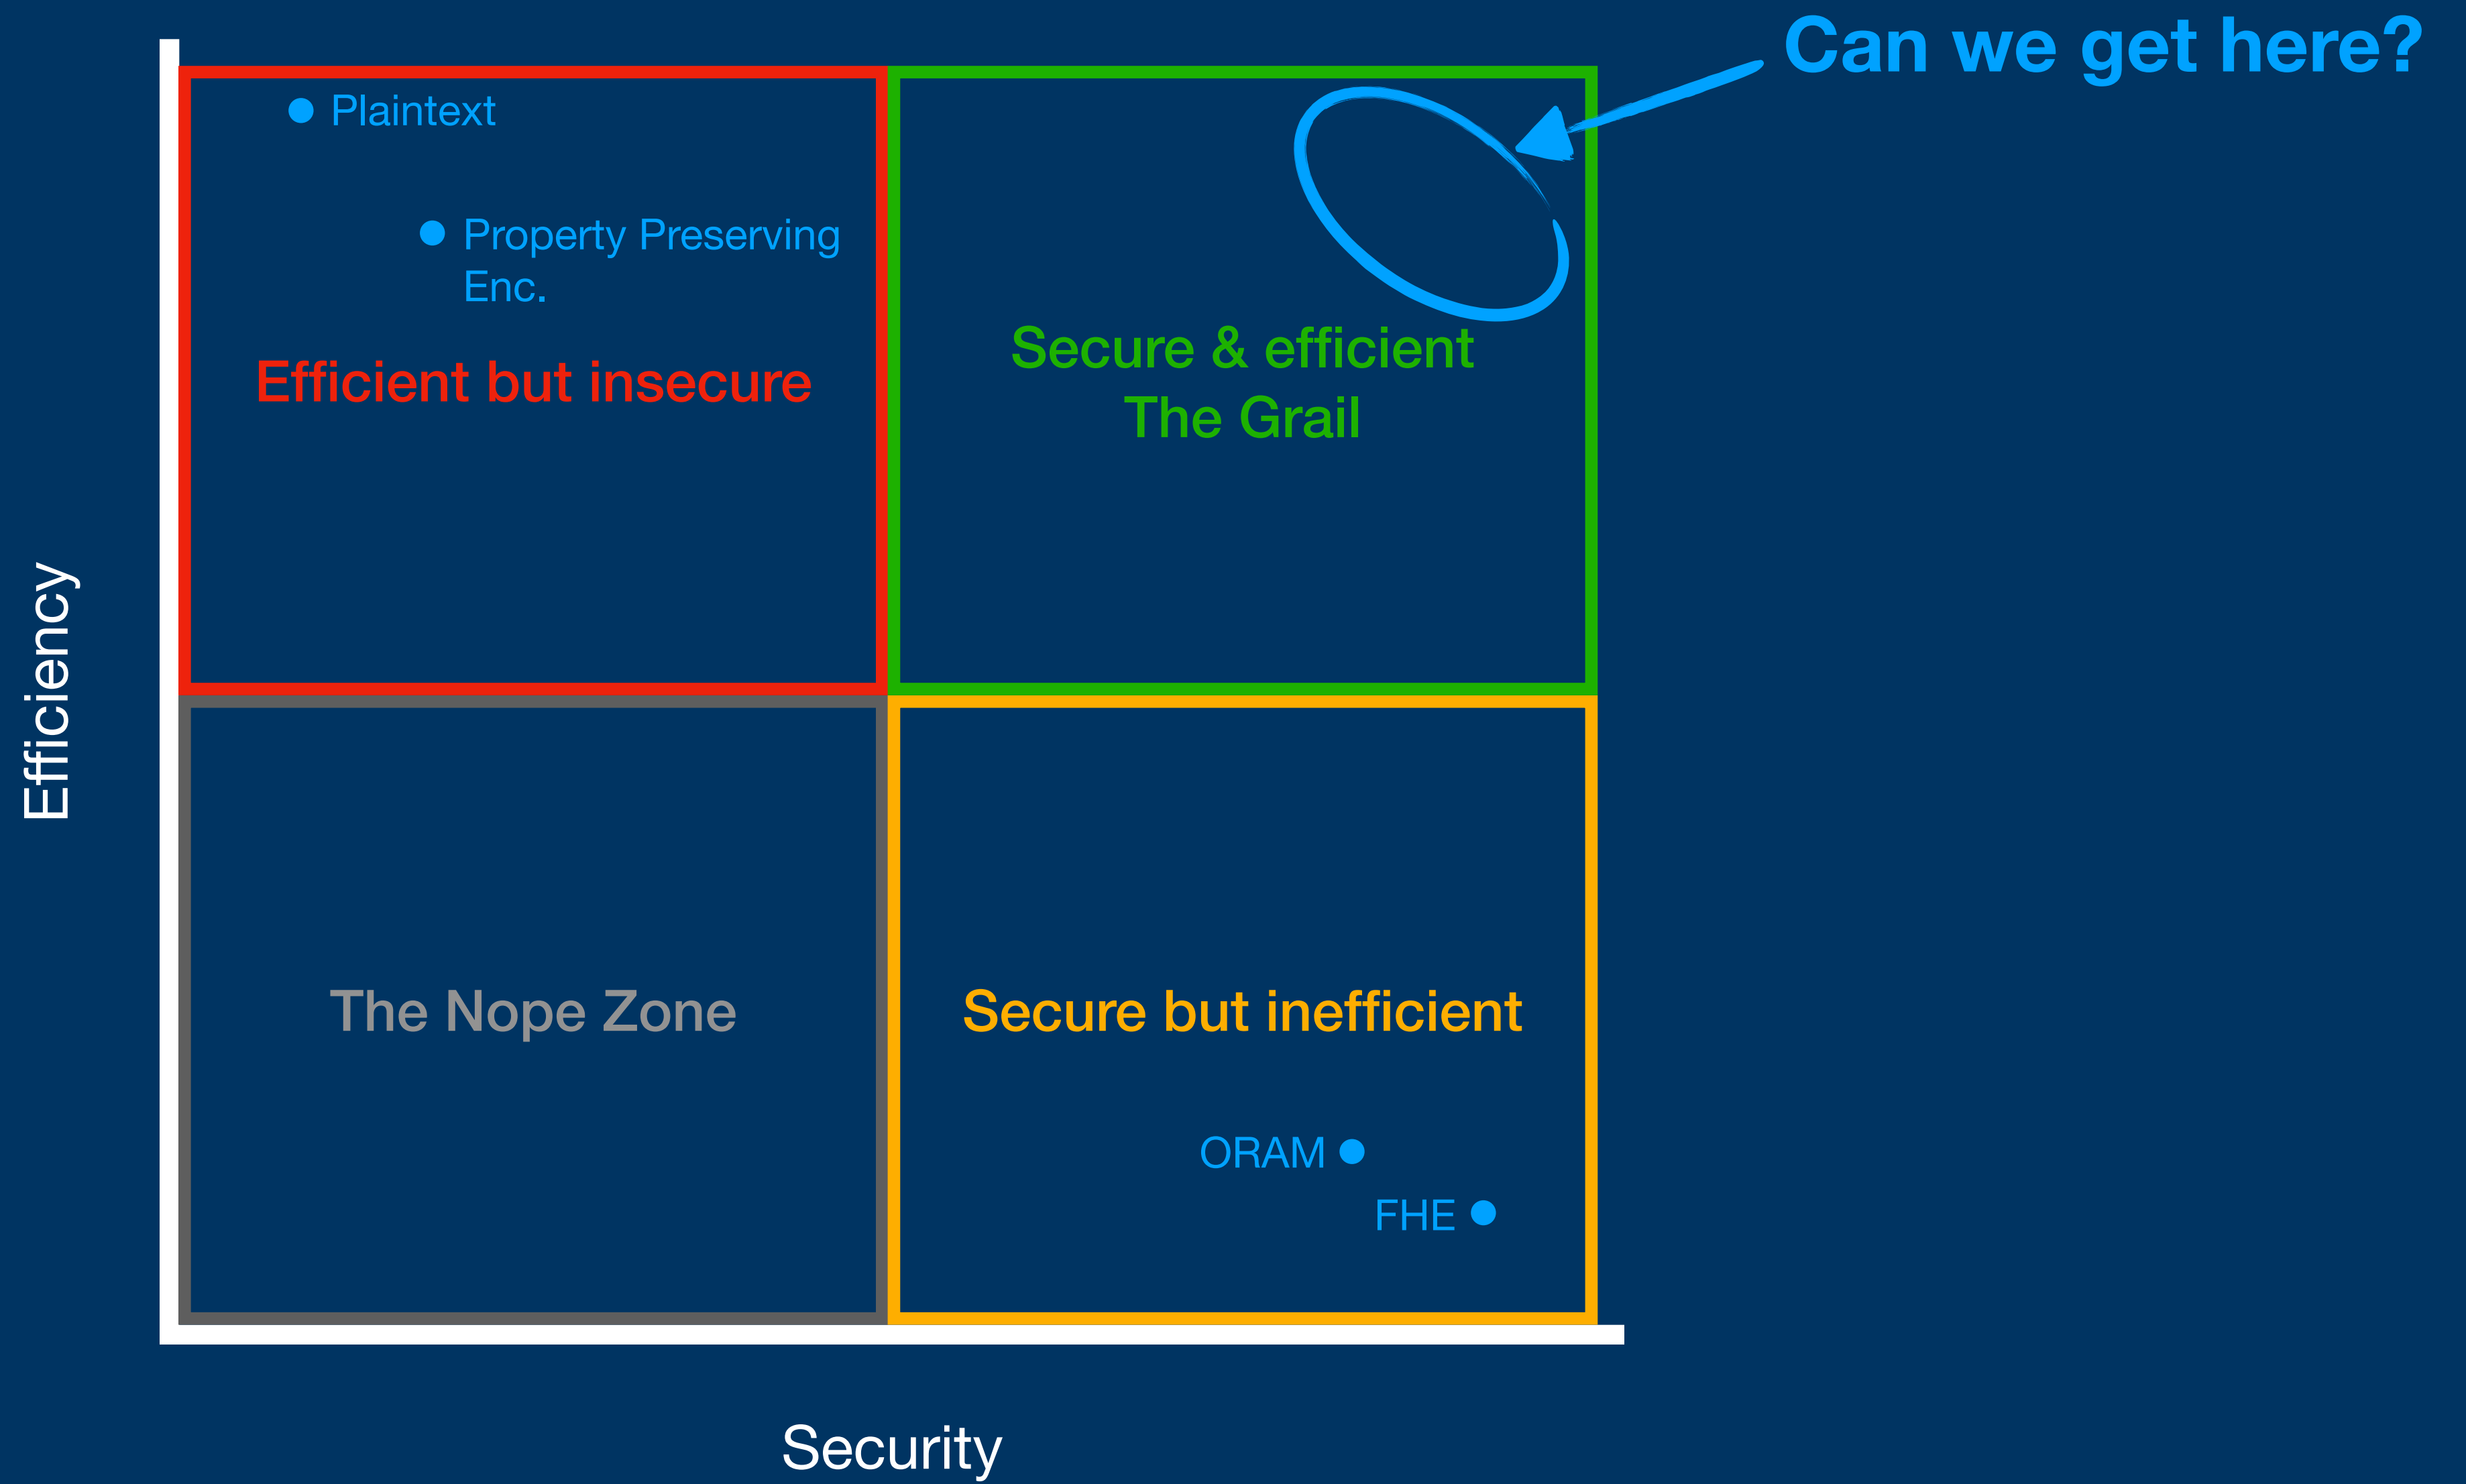 Can we get here?
Plaintext
Property Preserving
Enc.
Efficient but insecure
Secure & efficient
The Grail
Efficiency
The Nope Zone
Secure but inefficient
ORAM
FHE
Security